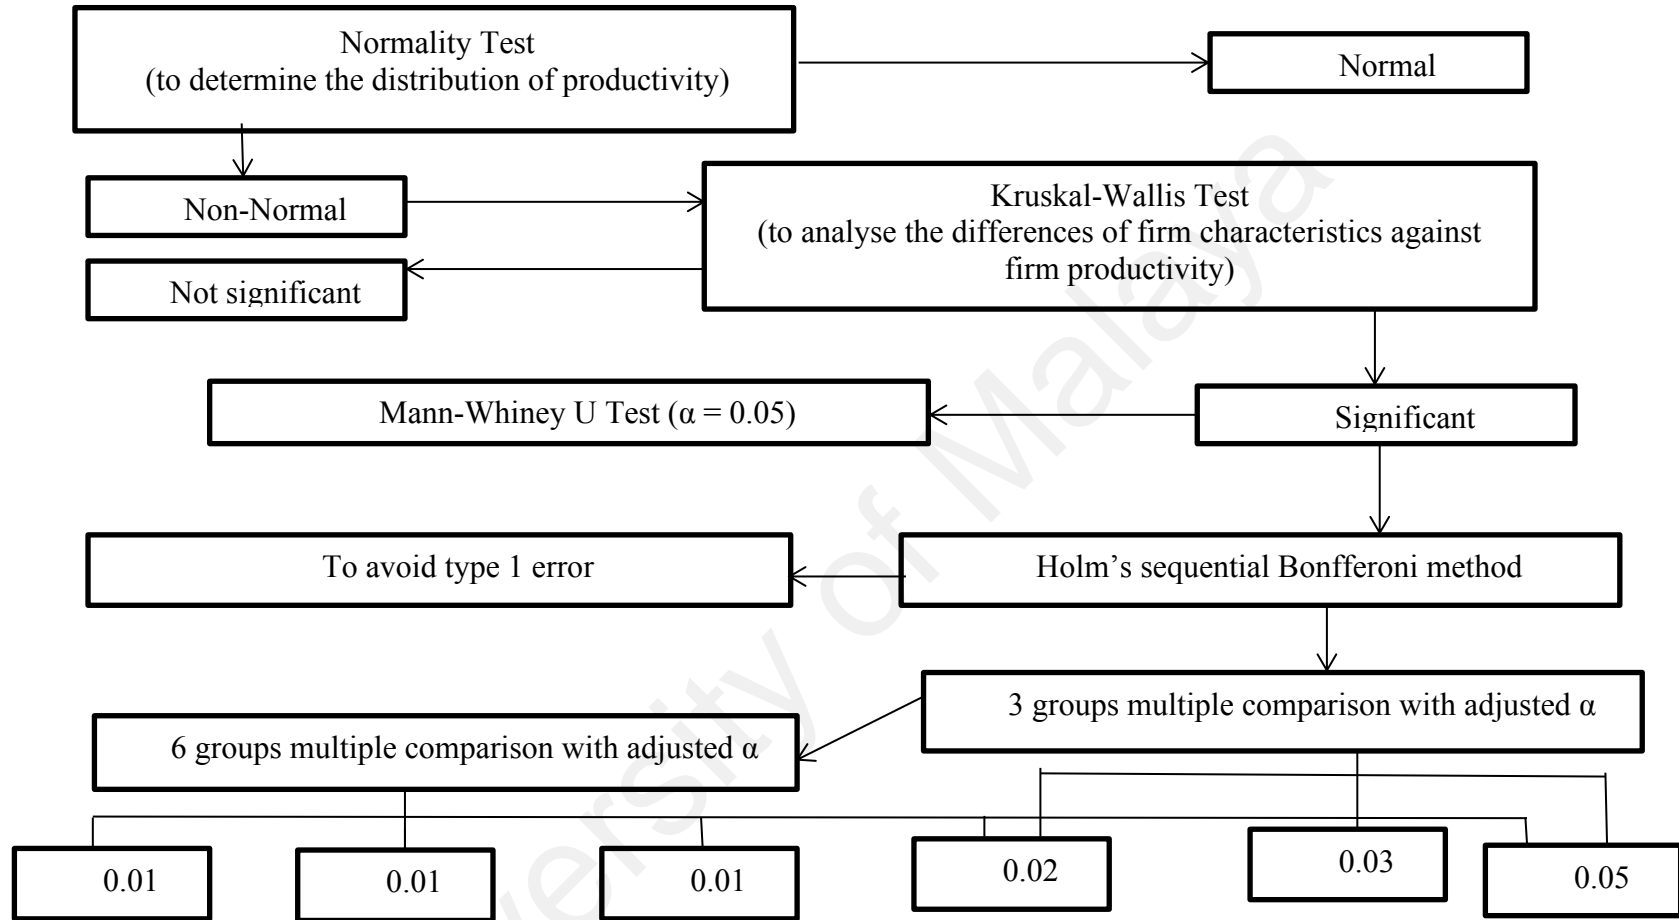 Normality Test
(to determine the distribution of productivity)
Normal
Non-Normal
Kruskal-Wallis Test
(to analyse the differences of firm characteristics against
firm productivity)
Not significant
Mann-Whiney U Test (α = 0.05)
Significant
To avoid type 1 error
Holm’s sequential Bonfferoni method
3 groups multiple comparison with adjusted α
6 groups multiple comparison with adjusted α
0.01
0.01
0.01
0.02
0.03
0.05
of Malaya